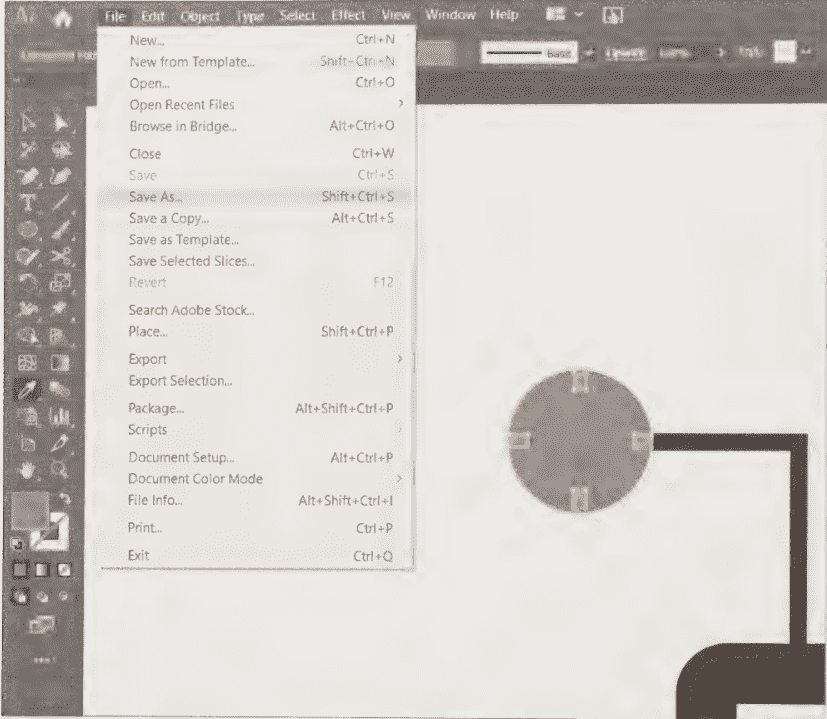 Ai File Edit Object Type Select Effect View Window Help
Basic
New... Ctrl+N
New from Template... Shift+Ctrl+N
Open... Ctrl+O
Open Recent Files >
Browse in Bridge... Alt+Ctrl+O
Close Ctrl+W
Save Ctrl+S
Save As... Shift+Ctrl+S
Save a Copy... Alt+Ctrl+S
Save as Template...
Save Selected Slices...
Revert F12
Search Adobe Stock...
Place... Shift+Ctrl+P
Export >
Export Selection...
Package... Alt+Shift+Ctrl+P
Scripts >
Document Setup... Alt+Ctrl+P
Document Color Mode >
File Info... Alt+Shift+Ctrl+I
Print... Ctrl+P
Exit Ctrl+Q